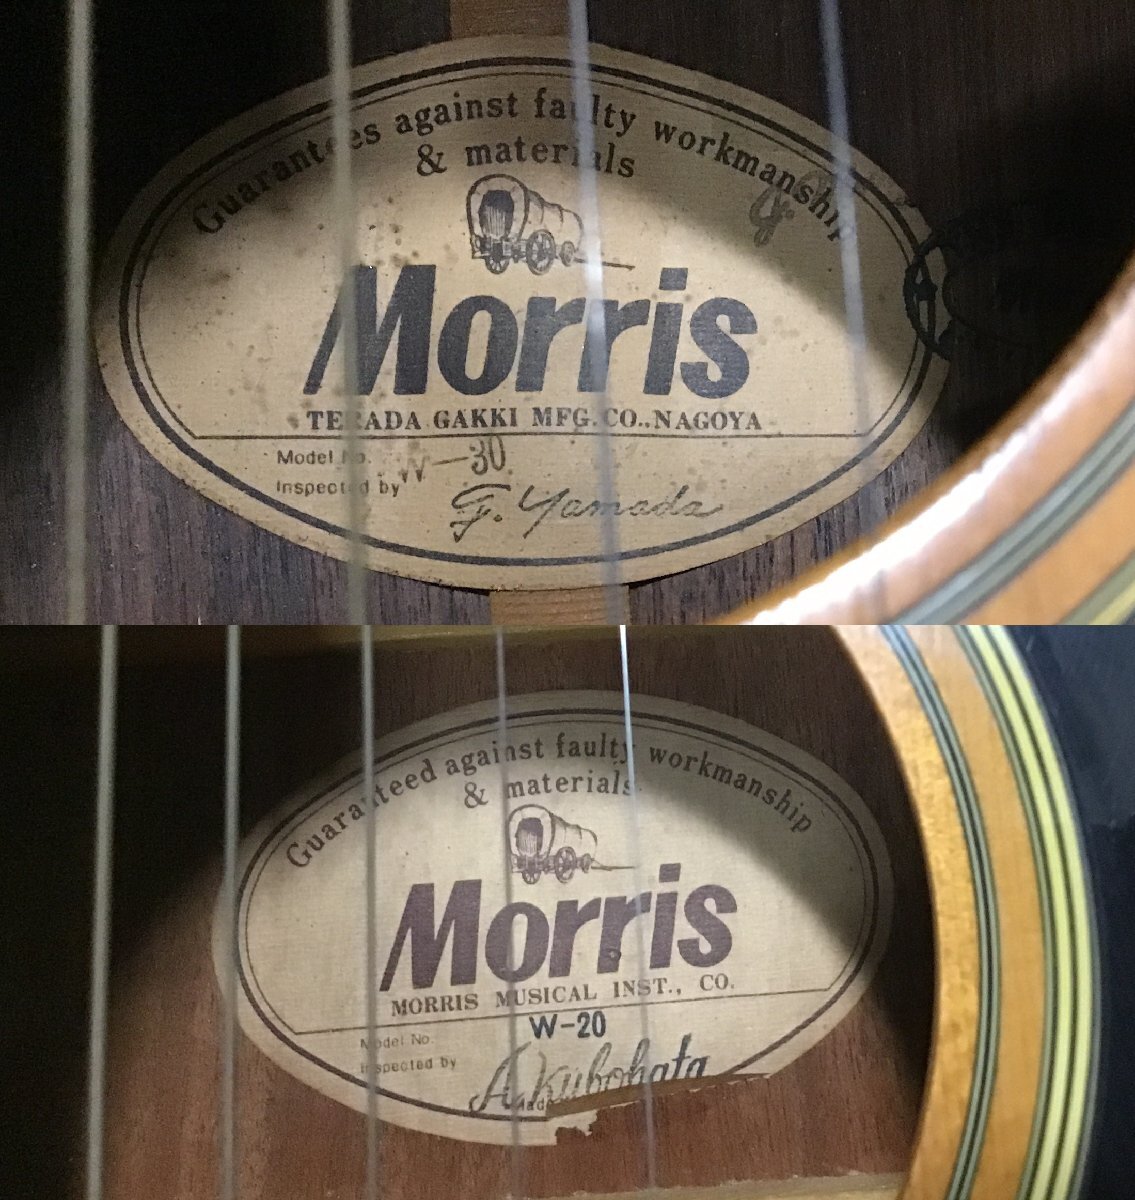 Guarantees against faulty workmanship
& materials
Morris
TERADA GAKKI MFG.CO..NAGOYA
Model No. W-30
Inspected by F. Yamada
Guaranteed against faulty workmanship
& materials
Morris
MORRIS MUSICAL INST., CO.
Model No. W-20
Inspected by A. Kubohata